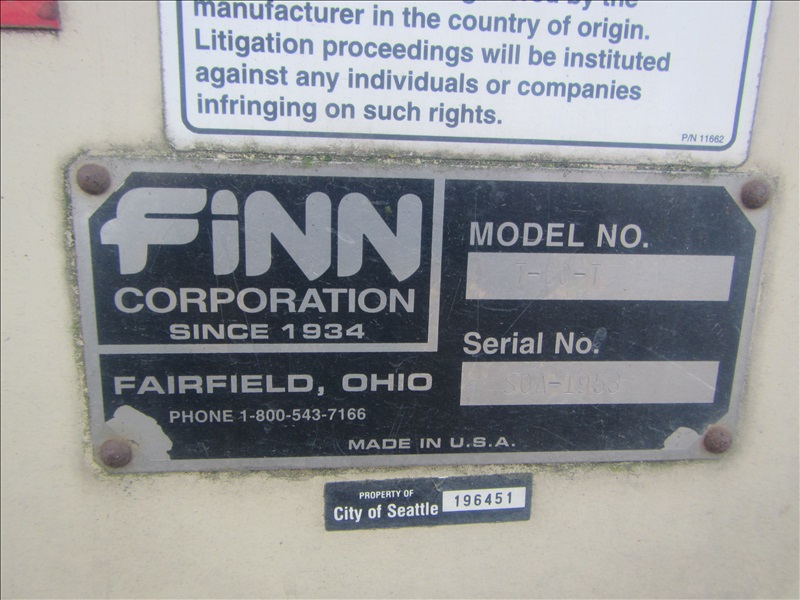 manufacturer in the country of origin.
Litigation proceedings will be instituted
against any individuals or companies
infringing on such rights.
P/N 11662
FiNN
CORPORATION
SINCE 1934
FAIRFIELD, OHIO
PHONE 1-800-543-7166
MODEL NO.
Serial No.
MADE IN U.S.A.
PROPERTY OF
City of Seattle 196451